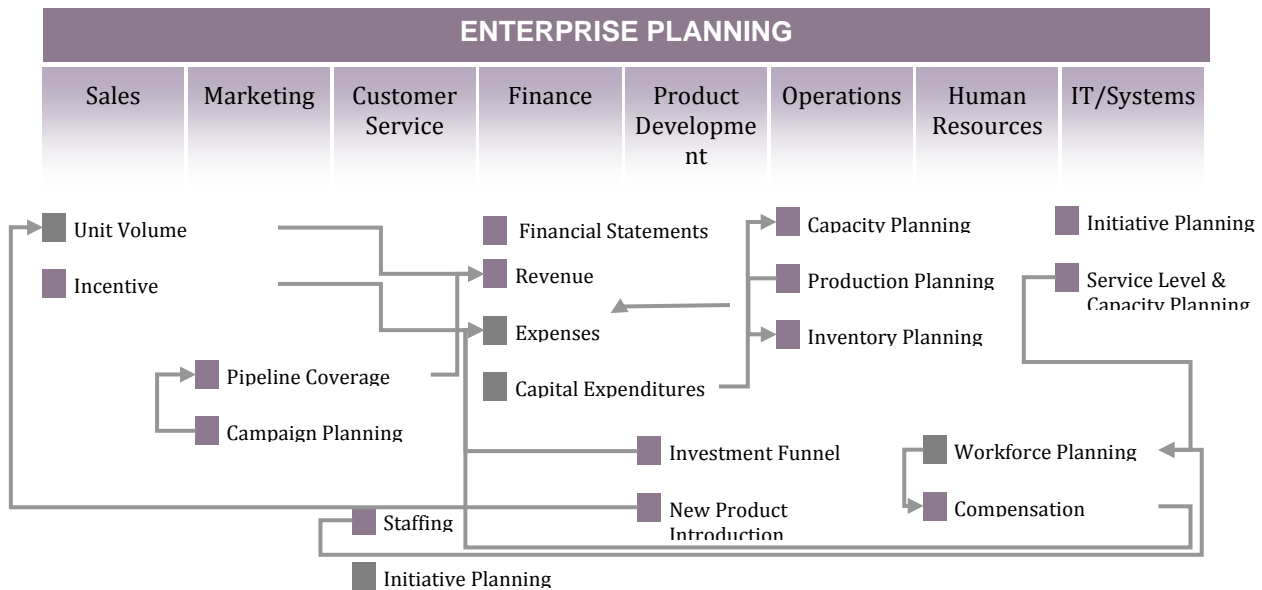 ENTERPRISE PLANNING
Sales
Marketing
Customer
Service
Finance
Product
Developme
nt
Operations
Human
Resources
IT/Systems
Unit Volume
Incentive
Pipeline Coverage
Campaign Planning
Staffing
Initiative Planning
Financial Statements
Revenue
Expenses
Capital Expenditures
Investment Funnel
New Product
Introduction
Capacity Planning
Production Planning
Inventory Planning
Workforce Planning
Compensation
Initiative Planning
Service Level &
Capacity Planning